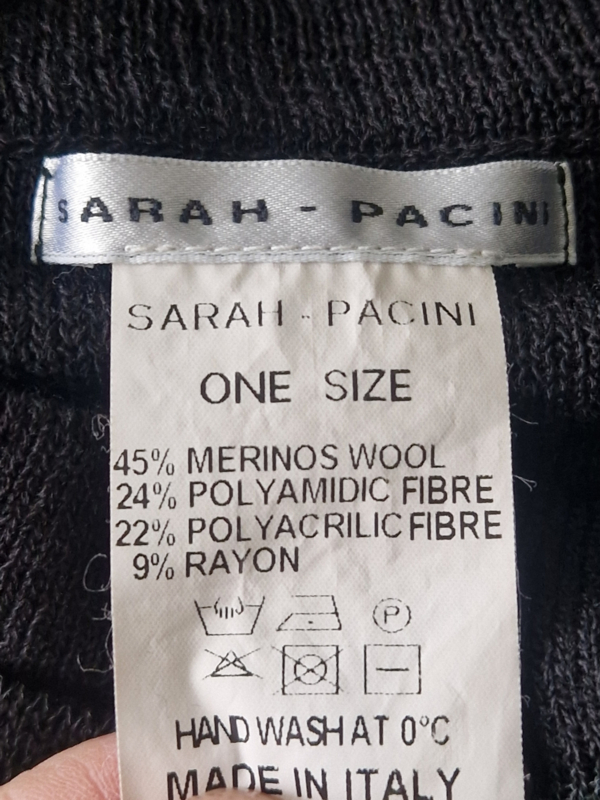 SARAH - PACINI
SARAH - PACINI
ONE SIZE
45% MERINOS WOOL
24% POLYAMIDIC FIBRE
22% POLYACRILIC FIBRE
9% RAYON
P
HAND WASH AT 0°C
MADE IN ITALY